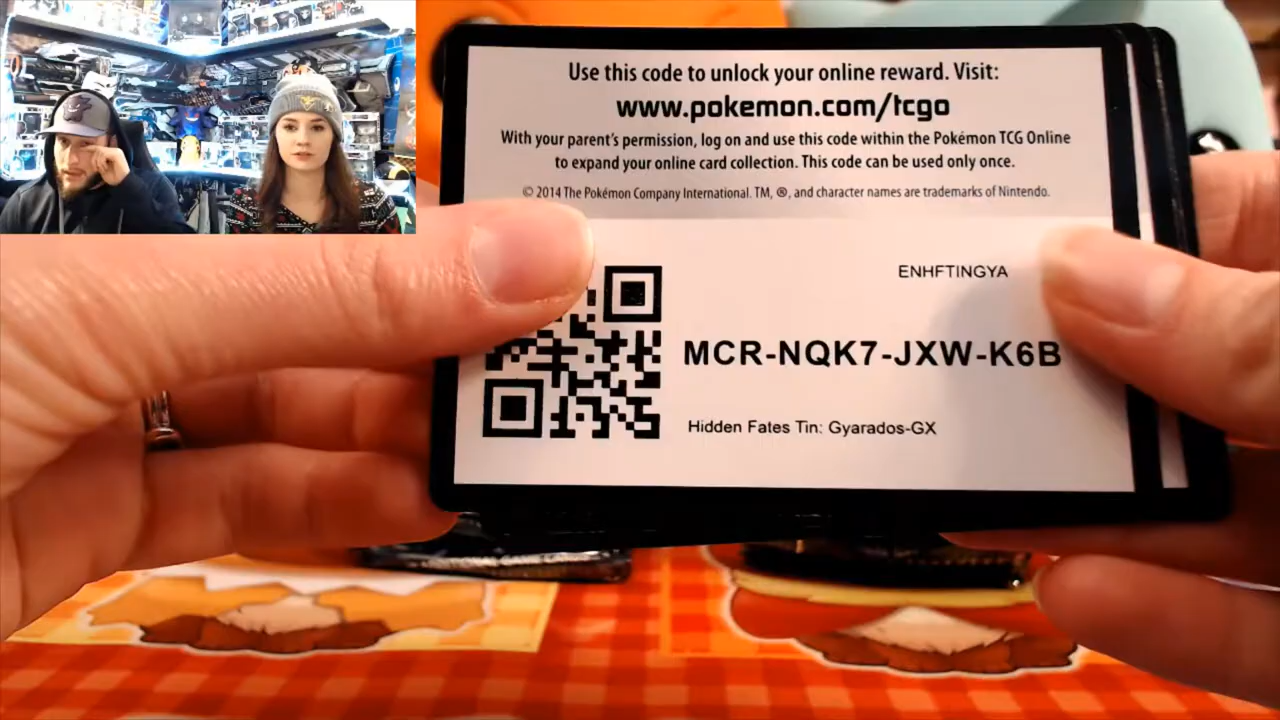 Use this code to unlock your online reward. Visit:
www.pokemon.com/tcgo
With your parent's permission, log on and use this code within the Pokémon TCG Online
to expand your online card collection. This code can be used only once.
© 2014 The Pokémon Company International. TM, ®, and character names are trademarks of Nintendo.
ENHFTINGYA
MCR-NQK7-JXW-K6B
Hidden Fates Tin: Gyarados-GX